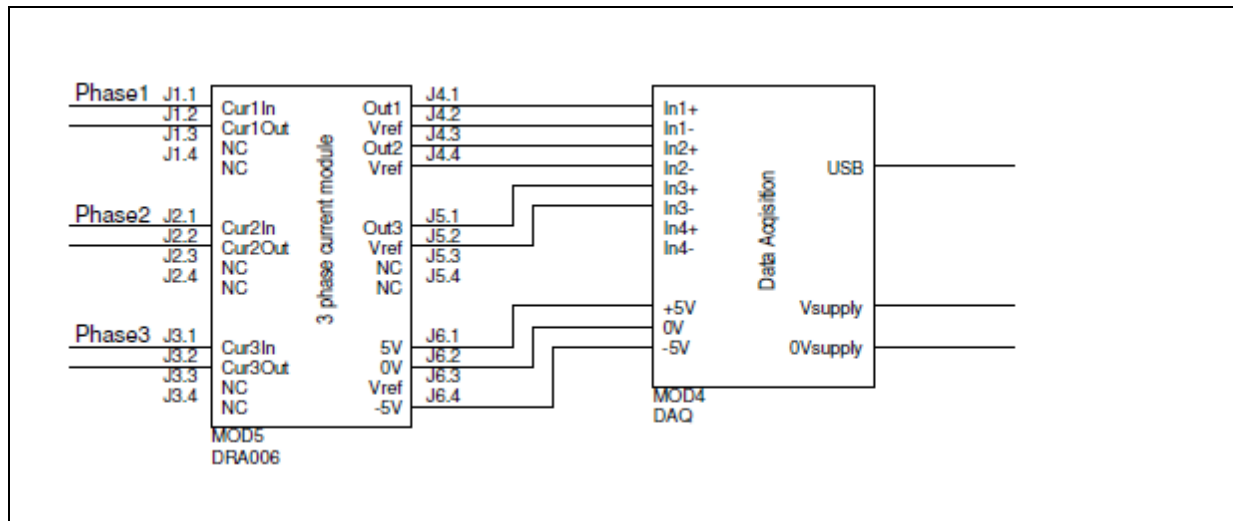 Phase1 J1.1
J1.2
J1.3
J1.4
Cur1In
Cur1Out
NC
NC
Phase2 J2.1
J2.2
J2.3
J2.4
Cur2In
Cur2Out
NC
NC
Phase3 J3.1
J3.2
J3.3
J3.4
Cur3In
Cur3Out
NC
NC
3 phase current module
Out1
Vref
Out2
Vref
Out3
Vref
NC
NC
5V
0V
Vref
-5V
MOD5
DRA006
J4.1
J4.2
J4.3
J4.4
J5.1
J5.2
J5.3
J5.4
J6.1
J6.2
J6.3
J6.4
In1+
In1-
In2+
In2-
In3+
In3-
In4+
In4-
+5V
0V
-5V
Data Acqisition
USB
Vsupply
0Vsupply
MOD4
DAQ